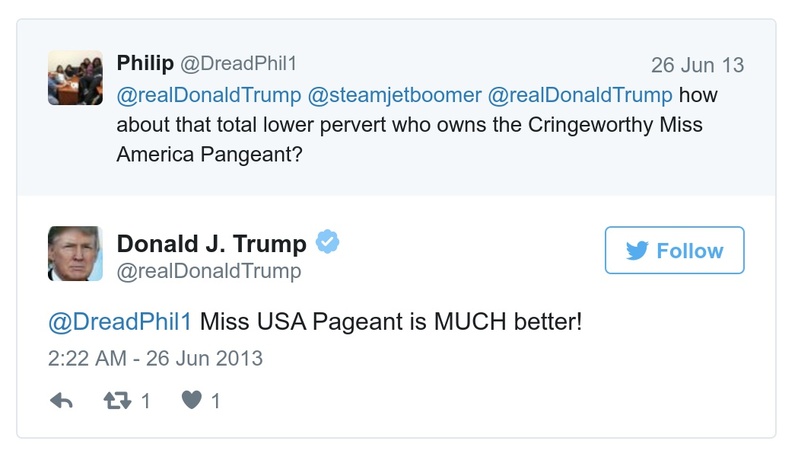 Philip @DreadPhil1 26 Jun 13
@realDonaldTrump @steamjetboomer @realDonaldTrump how
about that total lower pervert who owns the Cringeworthy Miss
America Pangeant?
Donald J. Trump
@realDonaldTrump
Follow
@DreadPhil1 Miss USA Pageant is MUCH better!
2:22 AM - 26 Jun 2013
1 1